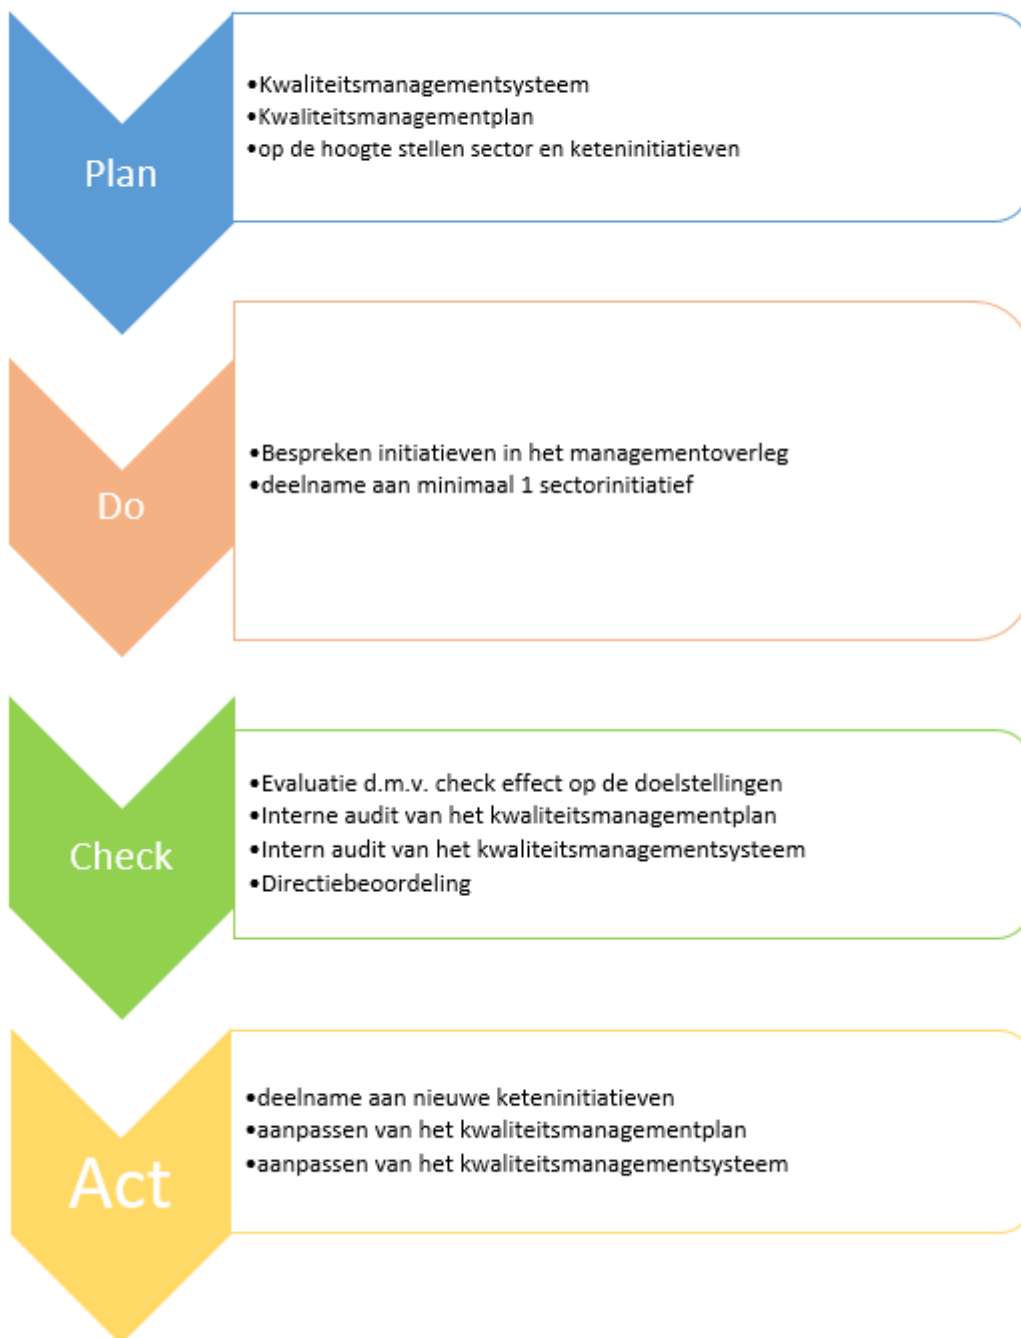 Plan
•Kwaliteitsmanagementsysteem
•Kwaliteitsmanagementplan
•op de hoogte stellen sector en keteninitiatieven
Do
•Bespreken initiatieven in het managementoverleg
•deelname aan minimaal 1 sectorinitiatief
Check
•Evaluatie d.m.v. check effect op de doelstellingen
•Interne audit van het kwaliteitsmanagementplan
•Intern audit van het kwaliteitsmanagementsysteem
•Directiebeoordeling
Act
•deelname aan nieuwe keteninitiatieven
•aanpassen van het kwaliteitsmanagementplan
•aanpassen van het kwaliteitsmanagementsysteem